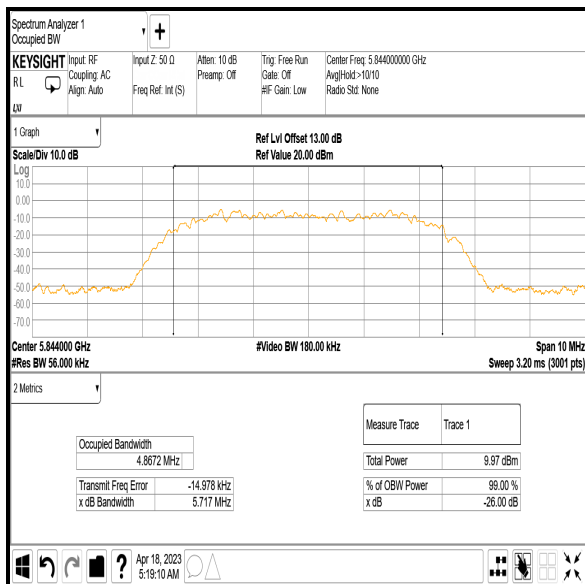 Spectrum Analyzer 1
Occupied BW
+
KEYSIGHT Input: RF Input Z: 50 Ω Atten: 10 dB Trig: Free Run Center Freq: 5.844000000 GHz
RL Coupling: AC Preamp: Off Gate: Off Avg|Hold>10/10
Align: Auto Freq Ref: Int (S) #IF Gain: Low Radio Std: None
LXI
1 Graph
Ref Lvl Offset 13.00 dB
Scale/Div 10.0 dB Ref Value 20.00 dBm
Log
10.0
0.00
-10.0
-20.0
-30.0
-40.0
-50.0
-60.0
-70.0
Center 5.844000 GHz #Video BW 180.00 kHz Span 10 MHz
#Res BW 56.000 kHz Sweep 3.20 ms (3001 pts)
2 Metrics
Measure Trace Trace 1
Occupied Bandwidth
4.8672 MHz
Total Power 9.97 dBm
Transmit Freq Error -14.978 kHz
% of OBW Power 99.00 %
x dB Bandwidth 5.717 MHz
x dB -26.00 dB
?
Apr 18, 2023
5:19:10 AM